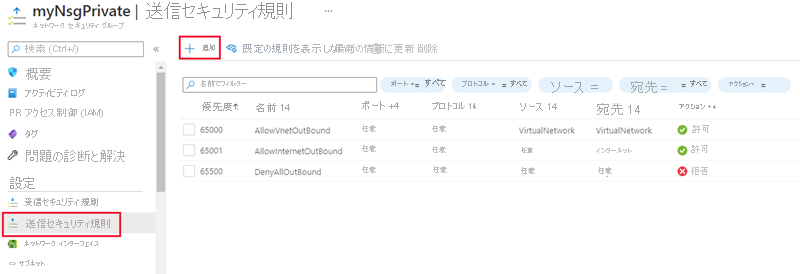 myNsgPrivate | 送信セキュリティ規則 ...
ネットワーク セキュリティ グループ
検索 (Ctrl+/) «
概要
アクティビティ ログ
PR アクセス制御 (IAM)
タグ
問題の診断と解決
設定
受信セキュリティ規則
送信セキュリティ規則
ネットワーク インターフェイス
<> サブネット
+ 追加 既定の規則を表示しな 最新の情報に更新 削除
名前でフィルター ポート == すべて プロトコル == すべて ソース = 宛先 == すべて アクション =
優先度↑ 名前 14 ポート +4 プロトコル 14 ソース 14 宛先 14 アクション ++
65000 AllowVnetOutBound 任意 任意 VirtualNetwork VirtualNetwork 許可
65001 AllowInternetOutBound 任意 任意 任意 インターネット 許可
65500 DenyAllOutBound 任意 任意 任意 任意 拒否